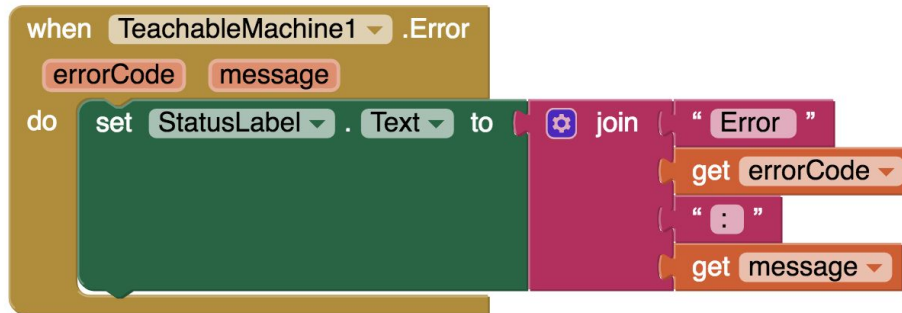 when TeachableMachine1 .Error
errorCode message
do set StatusLabel . Text to join " Error "
get errorCode
" : "
get message